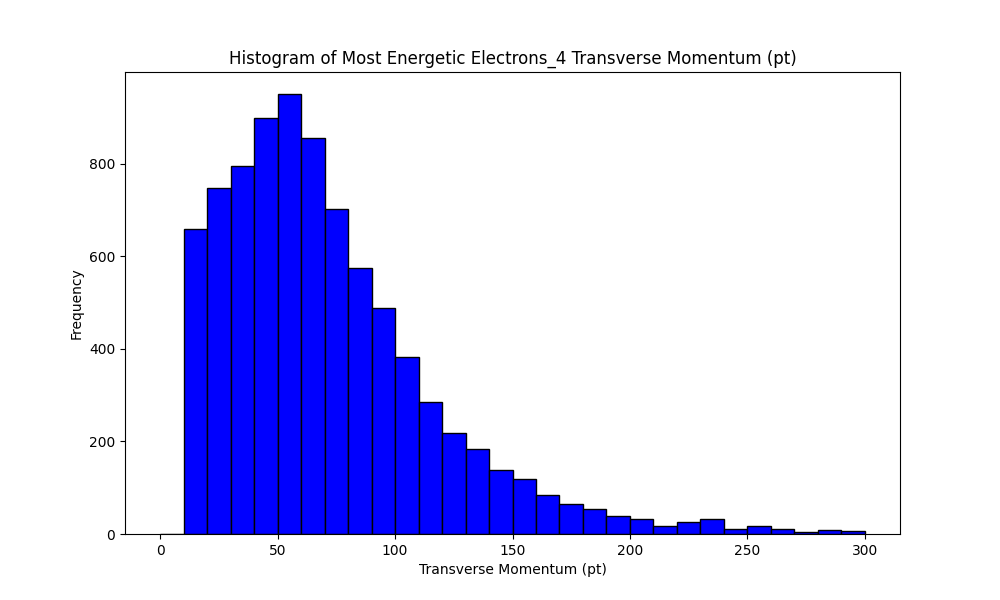 Histogram of Most Energetic Electrons_4 Transverse Momentum (pt)
800
600
400
200
0
Frequency
0 50 100 150 200 250 300
Transverse Momentum (pt)